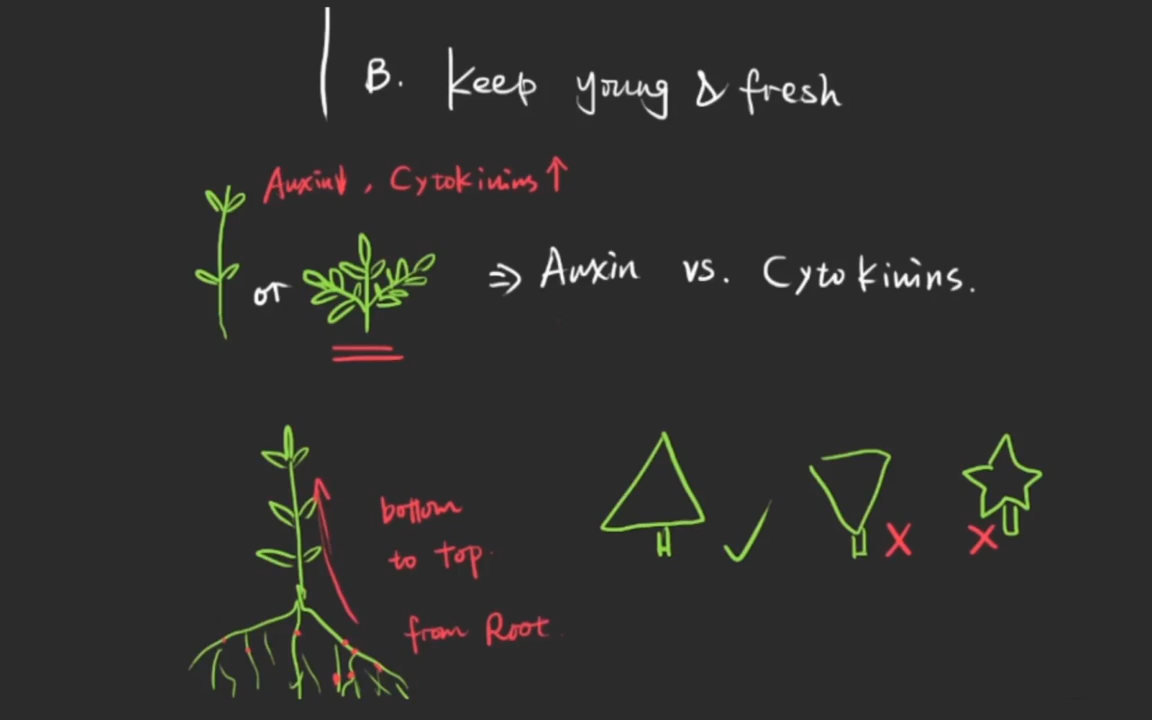 B. Keep young & fresh
Auxin↓, Cytokinins↑
or
⇒ Auxin vs. Cytokinins.
bottom
to top.
from Root